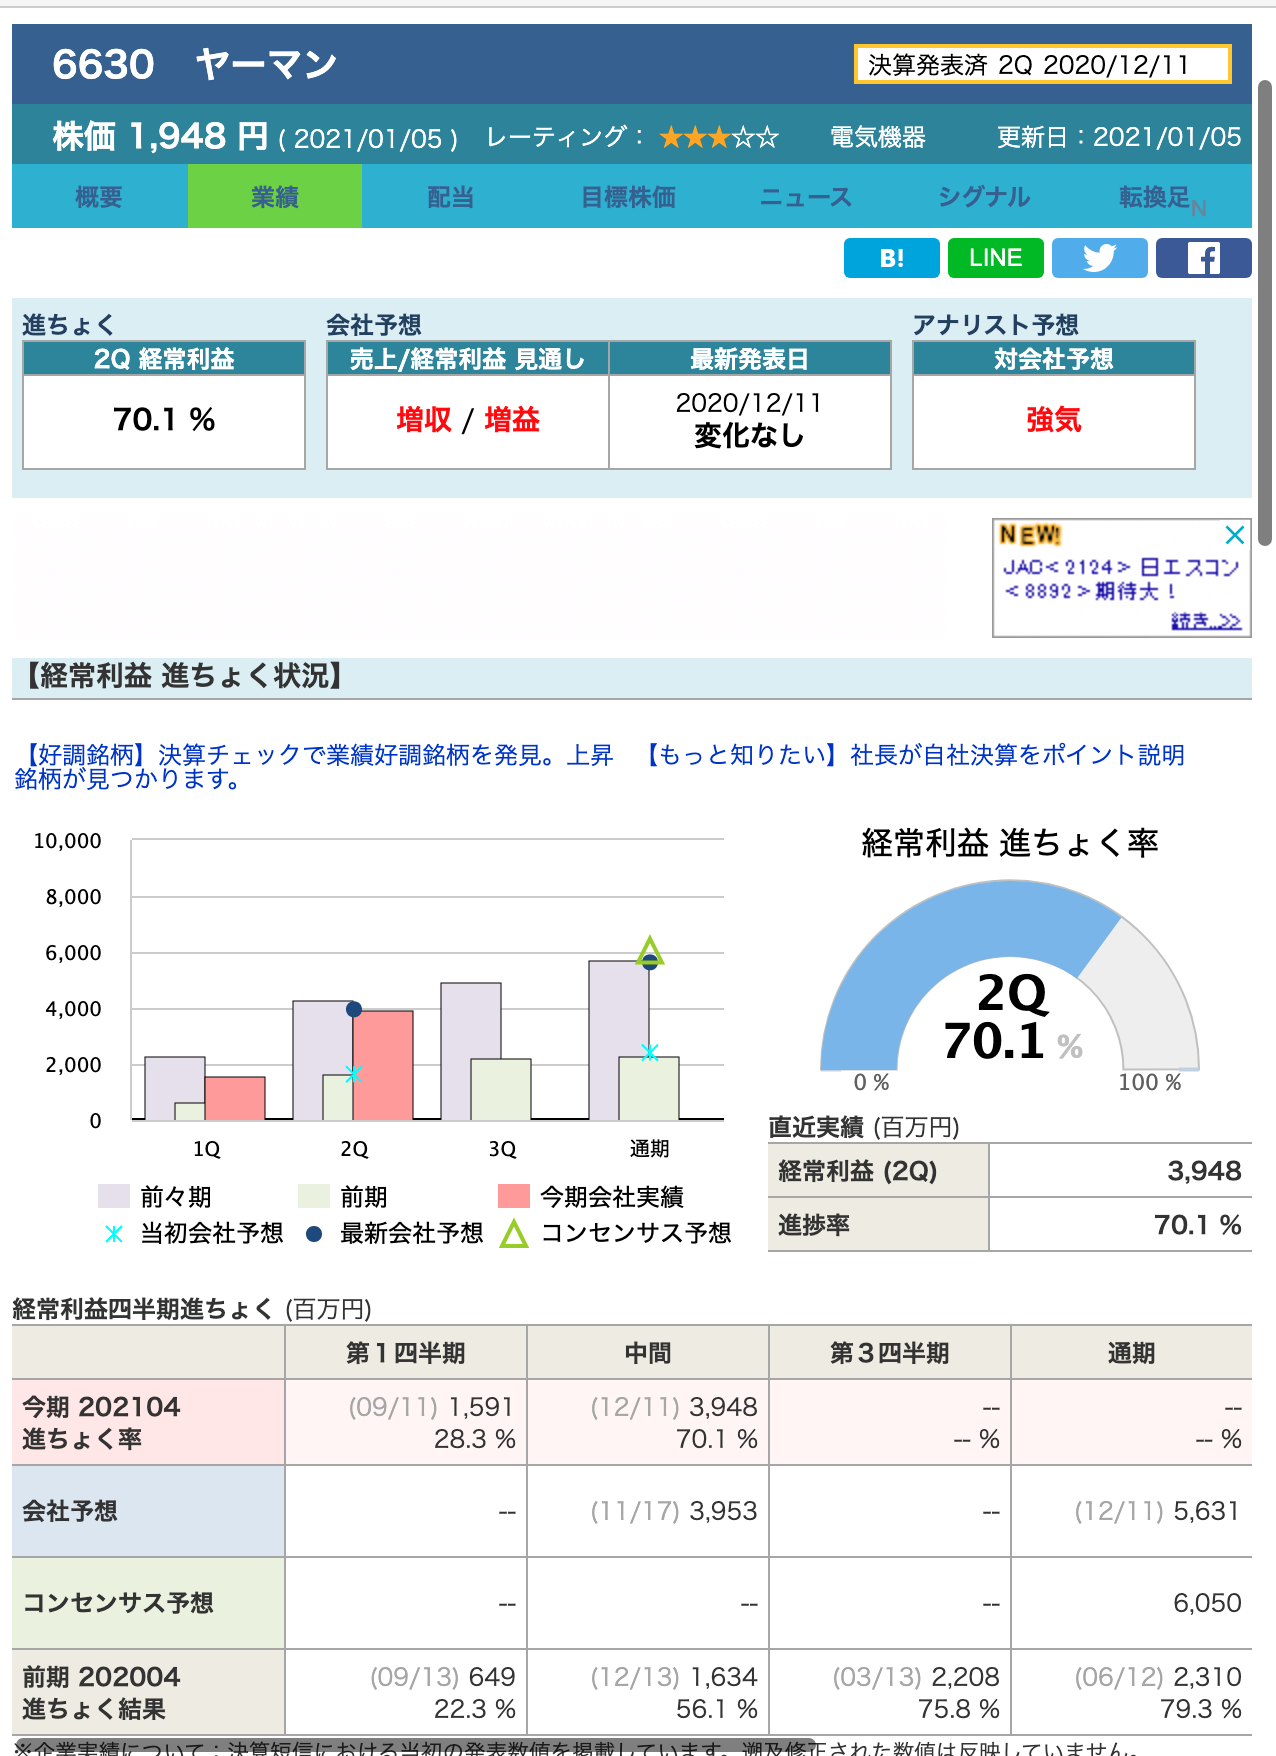 6630 ヤーマン
決算発表済 2Q 2020/12/11
株価 1,948 円 ( 2021/01/05 ) レーティング： ★★★☆☆ 電気機器 更新日：2021/01/05
概要 業績 配当 目標株価 ニュース シグナル 転換足N
B! LINE
進ちょく 会社予想 アナリスト予想
2Q 経常利益 売上/経常利益 見通し 最新発表日 対会社予想
70.1 % 増収 / 増益 2020/12/11 強気
変化なし
NEW!
JAC<2124> 日エスコン
<8892>期待大！
続き..>>
【経常利益 進ちょく状況】
【好調銘柄】決算チェックで業績好調銘柄を発見。上昇
銘柄が見つかります。
【もっと知りたい】社長が自社決算をポイント説明
10,000
8,000
6,000
4,000
2,000
0
1Q 2Q 3Q 通期
前々期 前期 今期会社実績
当初会社予想 最新会社予想 コンセンサス予想
経常利益 進ちょく率
2Q
70.1 %
0 % 100 %
直近実績 (百万円)
経常利益 (2Q) 3,948
進捗率 70.1 %
経常利益四半期進ちょく (百万円)
第１四半期 中間 第３四半期 通期
今期 202104 (09/11) 1,591 (12/11) 3,948 -- --
進ちょく率 28.3 % 70.1 % -- % -- %
会社予想 -- (11/17) 3,953 -- (12/11) 5,631
コンセンサス予想 -- -- -- 6,050
前期 202004 (09/13) 649 (12/13) 1,634 (03/13) 2,208 (06/12) 2,310
進ちょく結果 22.3 % 56.1 % 75.8 % 79.3 %
※企業実績について：決算短信における当初の発表数値を掲載しています。遡及修正された数値は反映していません。